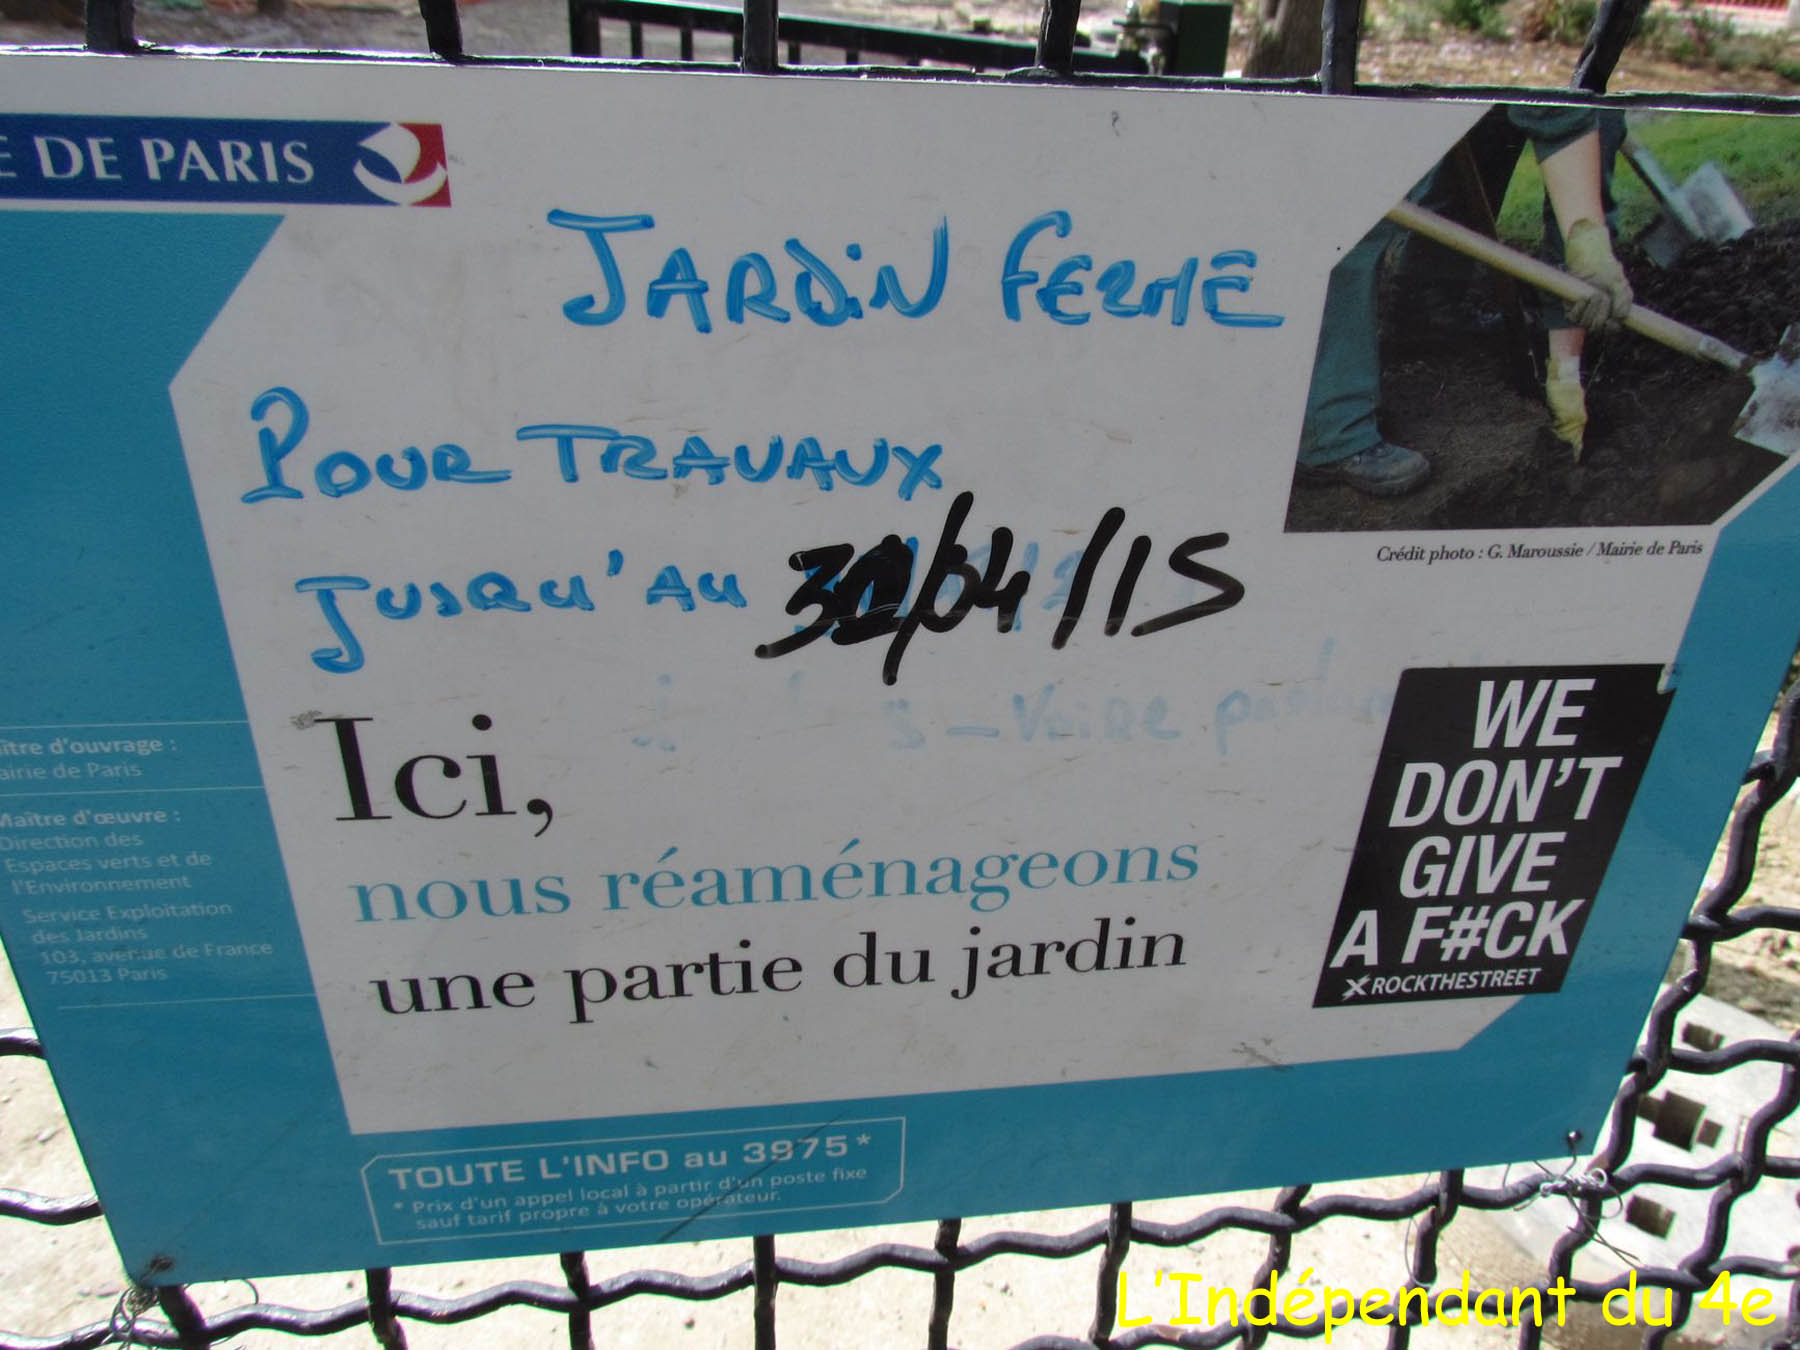 E DE PARIS
JARDIN FERMÉ
POUR TRAVAUX
JUSQU'AU 30/04/15
- Voire
Ici,
nous réaménageons
une partie du jardin
Crédit photo : G. Maroussie / Mairie de Paris
WE
DON'T
GIVE
A F#CK
ROCKTHESTREET
ître d'ouvrage :
airie de Paris
Maître d'œuvre :
Direction des
Espaces verts et de
l'Environnement
Service Exploitation
des Jardins
103, avenue de France
75013 Paris
TOUTE L'INFO au 3975*
* Prix d'un appel local à partir d'un poste fixe
sauf tarif propre à votre opérateur.
L'Indépendant du 4e